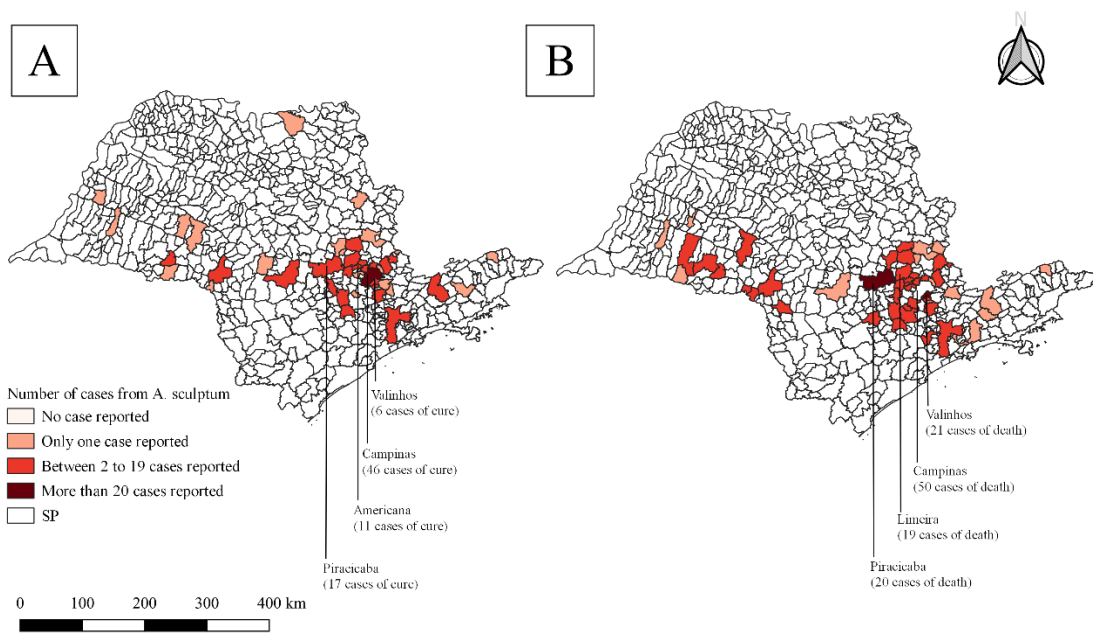 A
B
N
Number of cases from A. sculptum
No case reported
Only one case reported
Between 2 to 19 cases reported
More than 20 cases reported
SP
Valinhos
(6 cases of cure)
Campinas
(46 cases of cure)
Americana
(11 cases of cure)
Piracicaba
(17 cases of cure)
Valinhos
(21 cases of death)
Campinas
(50 cases of death)
Limeira
(19 cases of death)
Piracicaba
(20 cases of death)
0 100 200 300 400 km